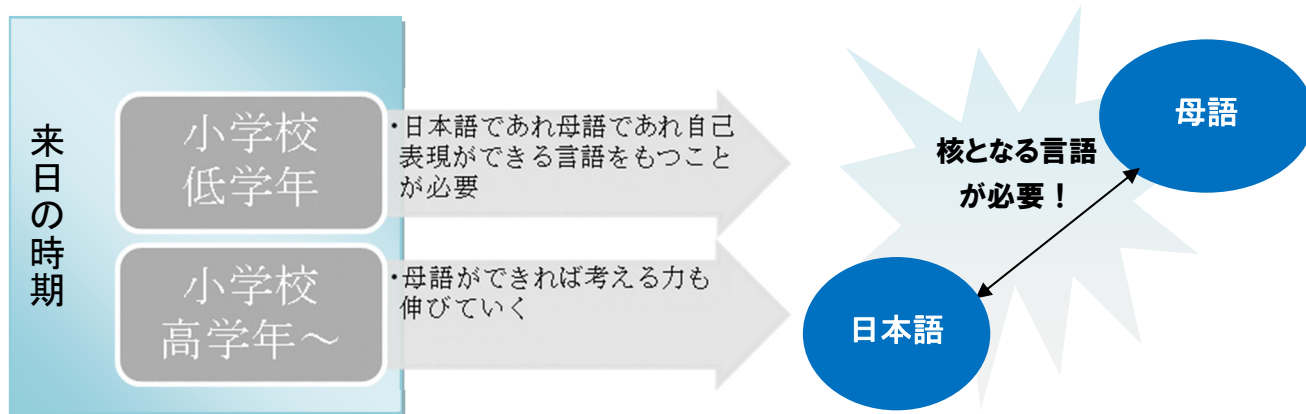 来日の時期
小学校
低学年
・日本語であれ母語であれ自己
表現ができる言語をもつこと
が必要
小学校
高学年～
・母語ができれば考える力も
伸びていく
母語
核となる言語
が必要！
日本語